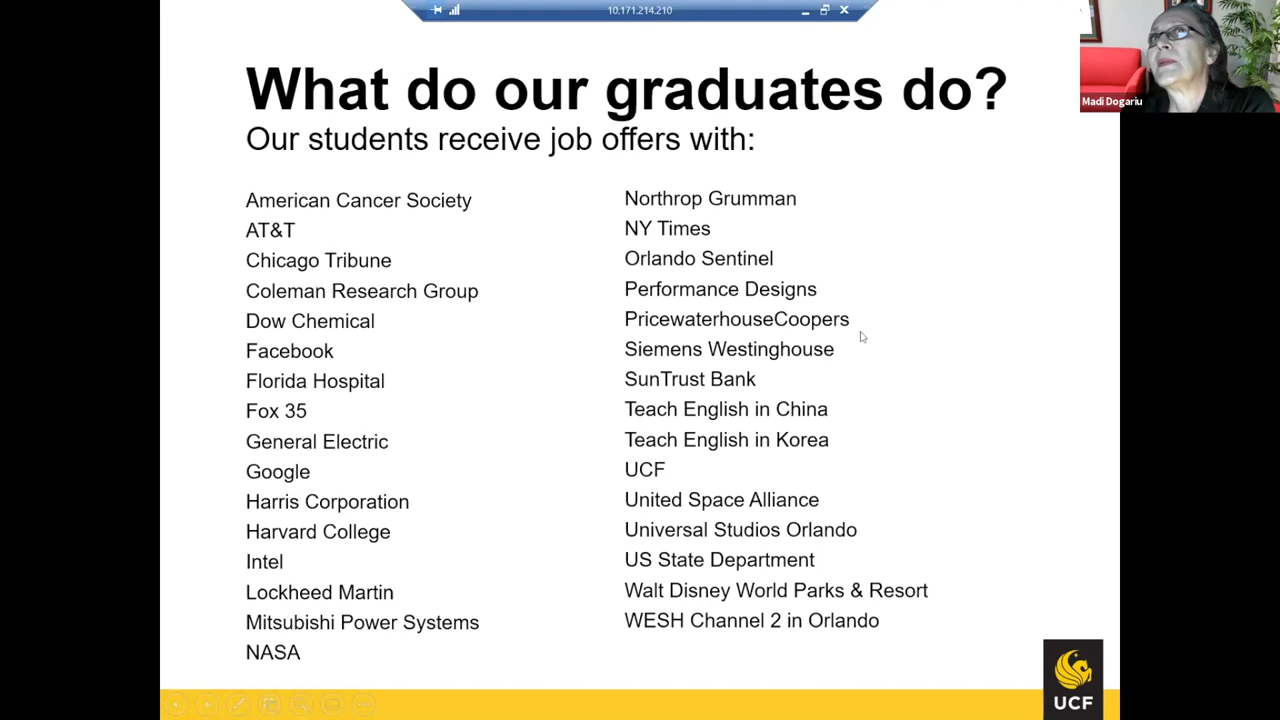 10.171.214.210
What do our graduates do?
Our students receive job offers with:
American Cancer Society
AT&T
Chicago Tribune
Coleman Research Group
Dow Chemical
Facebook
Florida Hospital
Fox 35
General Electric
Google
Harris Corporation
Harvard College
Intel
Lockheed Martin
Mitsubishi Power Systems
NASA
Northrop Grumman
NY Times
Orlando Sentinel
Performance Designs
PricewaterhouseCoopers
Siemens Westinghouse
SunTrust Bank
Teach English in China
Teach English in Korea
UCF
United Space Alliance
Universal Studios Orlando
US State Department
Walt Disney World Parks & Resort
WESH Channel 2 in Orlando
Madi Dogariu
UCF